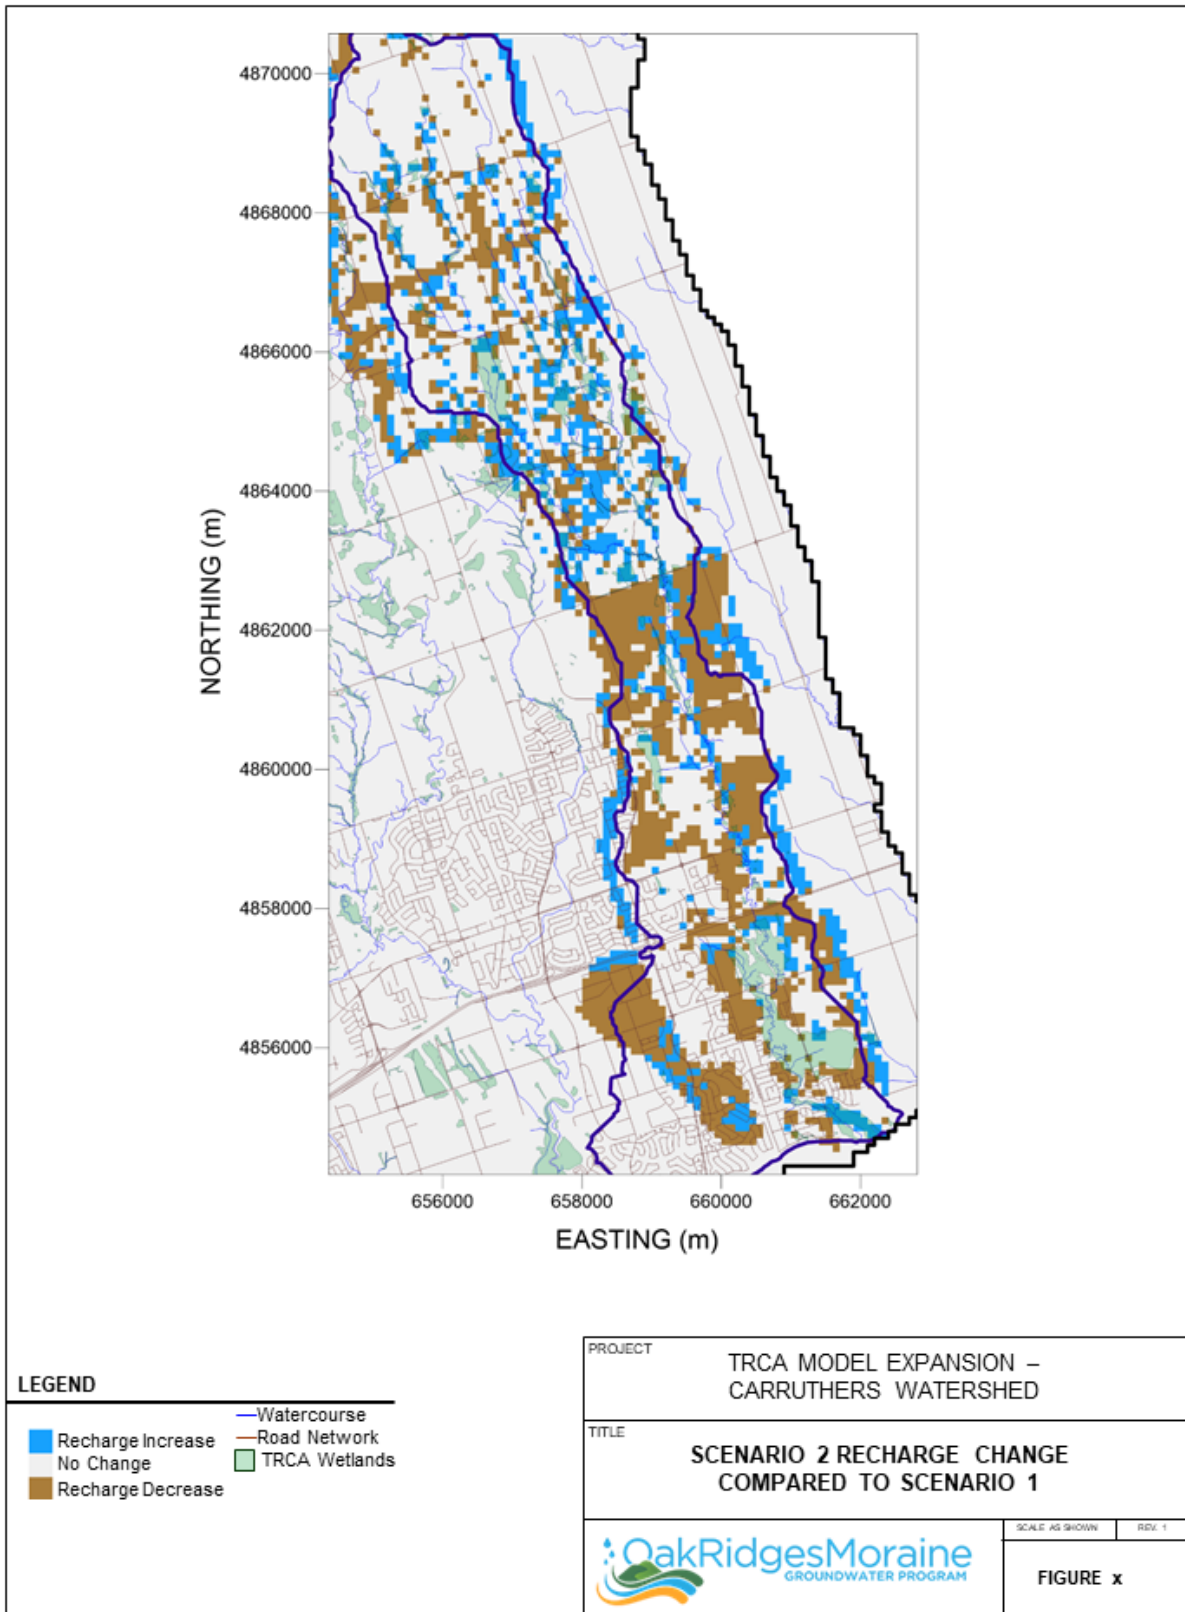 4870000
4868000
4866000
4864000
4862000
4860000
4858000
4856000
NORTHING (m)
656000
658000
660000
662000
EASTING (m)
LEGEND
Recharge Increase
No Change
Recharge Decrease
Watercourse
Road Network
TRCA Wetlands
PROJECT
TRCA MODEL EXPANSION –
CARRUTHERS WATERSHED
TITLE
SCENARIO 2 RECHARGE CHANGE
COMPARED TO SCENARIO 1
OakRidgesMoraine
GROUNDWATER PROGRAM
SCALE AS SHOWN
REV. 1
FIGURE x